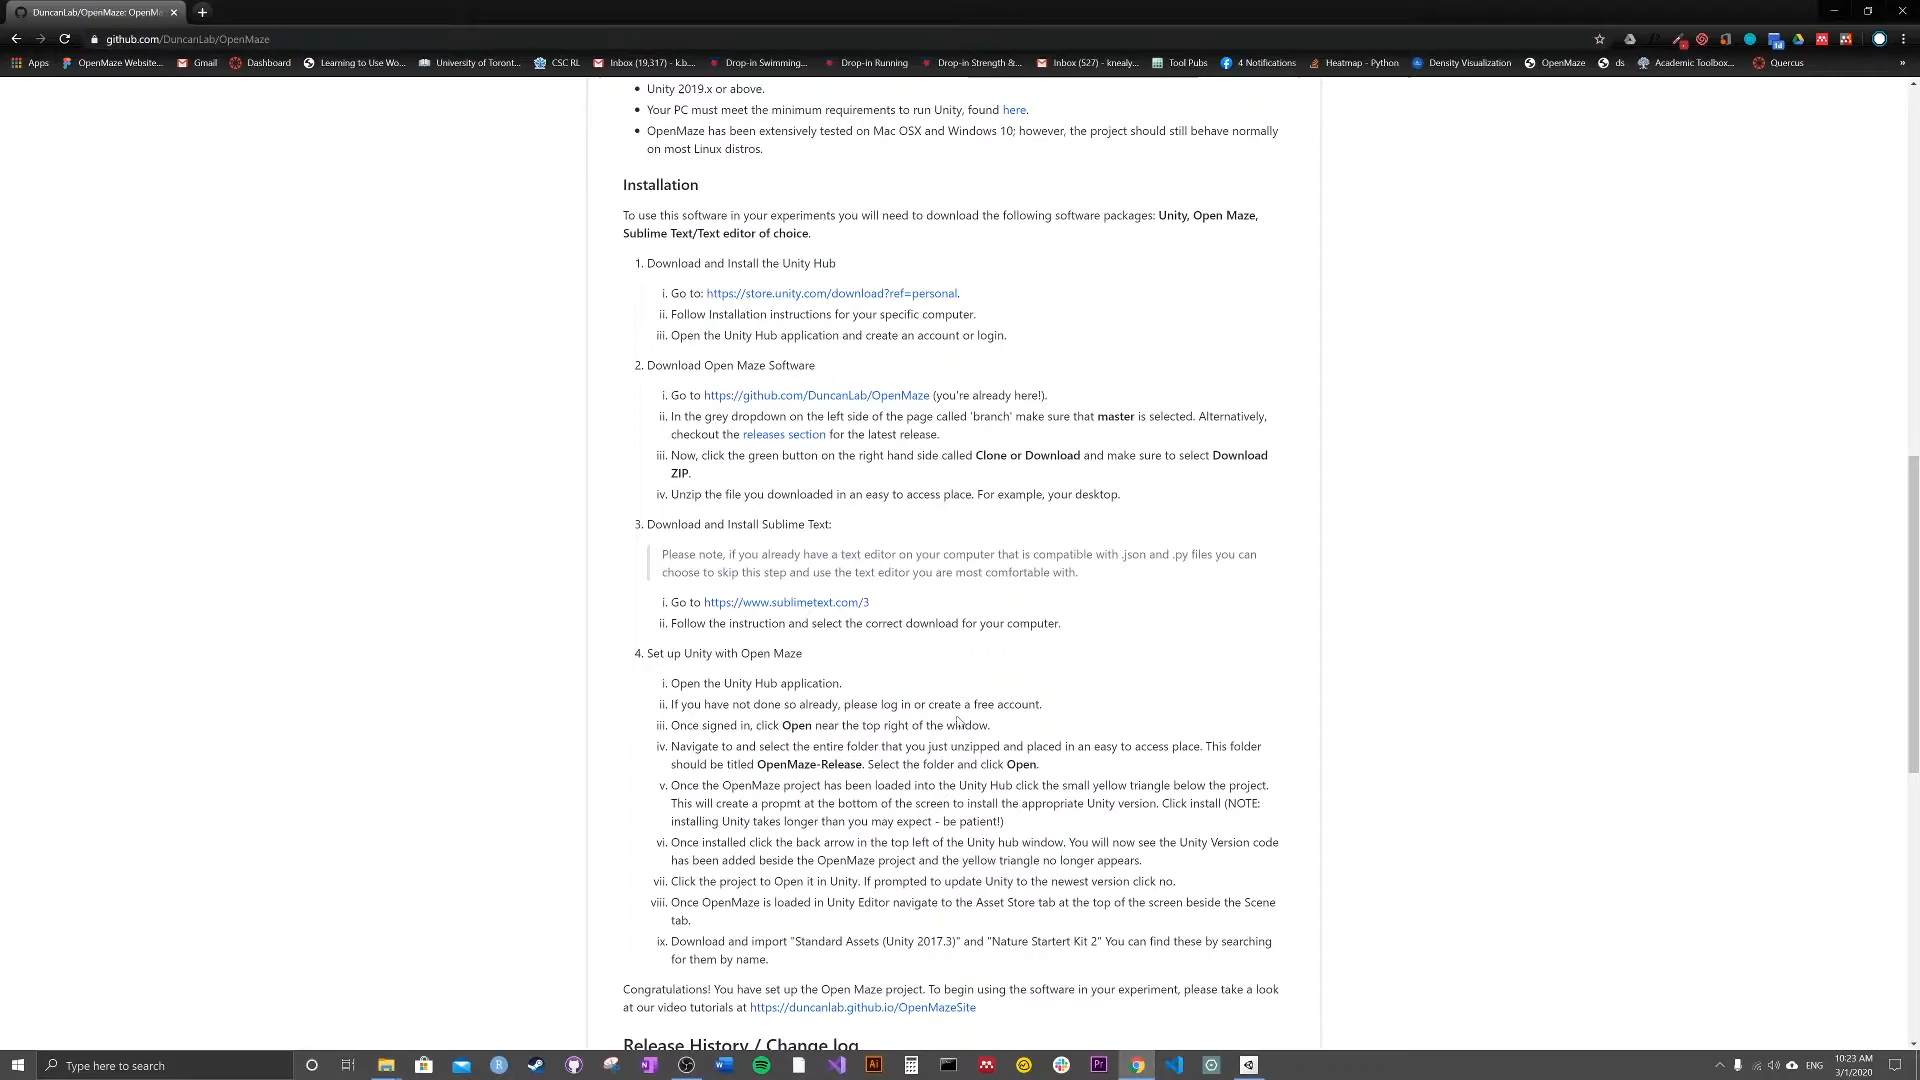 DuncanLab/OpenMaze: OpenMa
github.com/DuncanLab/OpenMaze
Apps
OpenMaze Website...
Gmail
Dashboard
Learning to Use Wo...
University of Toront...
CSC RL
Inbox (19,317) - k.b....
Drop-in Swimming,...
Drop-in Running
Drop-in Strength &...
Inbox (527) - knealy...
Tool Pubs
4 Notifications
Heatmap - Python
Density Visualization
OpenMaze
ds
Academic Toolbox...
Quercus
»
Unity 2019.x or above.
Your PC must meet the minimum requirements to run Unity, found here.
OpenMaze has been extensively tested on Mac OSX and Windows 10; however, the project should still behave normally
on most Linux distros.
Installation
To use this software in your experiments you will need to download the following software packages: Unity, Open Maze,
Sublime Text/Text editor of choice.
1. Download and Install the Unity Hub
i. Go to: https://store.unity.com/download?ref=personal.
ii. Follow Installation instructions for your specific computer.
iii. Open the Unity Hub application and create an account or login.
2. Download Open Maze Software
i. Go to https://github.com/DuncanLab/OpenMaze (you're already here!).
ii. In the grey dropdown on the left side of the page called 'branch' make sure that master is selected. Alternatively,
checkout the releases section for the latest release.
iii. Now, click the green button on the right hand side called Clone or Download and make sure to select Download
ZIP.
iv. Unzip the file you downloaded in an easy to access place. For example, your desktop.
3. Download and Install Sublime Text:
Please note, if you already have a text editor on your computer that is compatible with .json and .py files you can
choose to skip this step and use the text editor you are most comfortable with.
i. Go to https://www.sublimetext.com/3
ii. Follow the instruction and select the correct download for your computer.
4. Set up Unity with Open Maze
i. Open the Unity Hub application.
ii. If you have not done so already, please log in or create a free account.
iii. Once signed in, click Open near the top right of the window.
iv. Navigate to and select the entire folder that you just unzipped and placed in an easy to access place. This folder
should be titled OpenMaze-Release. Select the folder and click Open.
v. Once the OpenMaze project has been loaded into the Unity Hub click the small yellow triangle below the project.
This will create a propmt at the bottom of the screen to install the appropriate Unity version. Click install (NOTE:
installing Unity takes longer than you may expect - be patient!)
vi. Once installed click the back arrow in the top left of the Unity hub window. You will now see the Unity Version code
has been added beside the OpenMaze project and the yellow triangle no longer appears.
vii. Click the project to Open it in Unity. If prompted to update Unity to the newest version click no.
viii. Once OpenMaze is loaded in Unity Editor navigate to the Asset Store tab at the top of the screen beside the Scene
tab.
ix. Download and import "Standard Assets (Unity 2017.3)" and "Nature Startert Kit 2" You can find these by searching
for them by name.
Congratulations! You have set up the Open Maze project. To begin using the software in your experiment, please take a look
at our video tutorials at https://duncanlab.github.io/OpenMazeSite
Release History / Change log
Type here to search
ENG
10:23 AM
3/1/2020